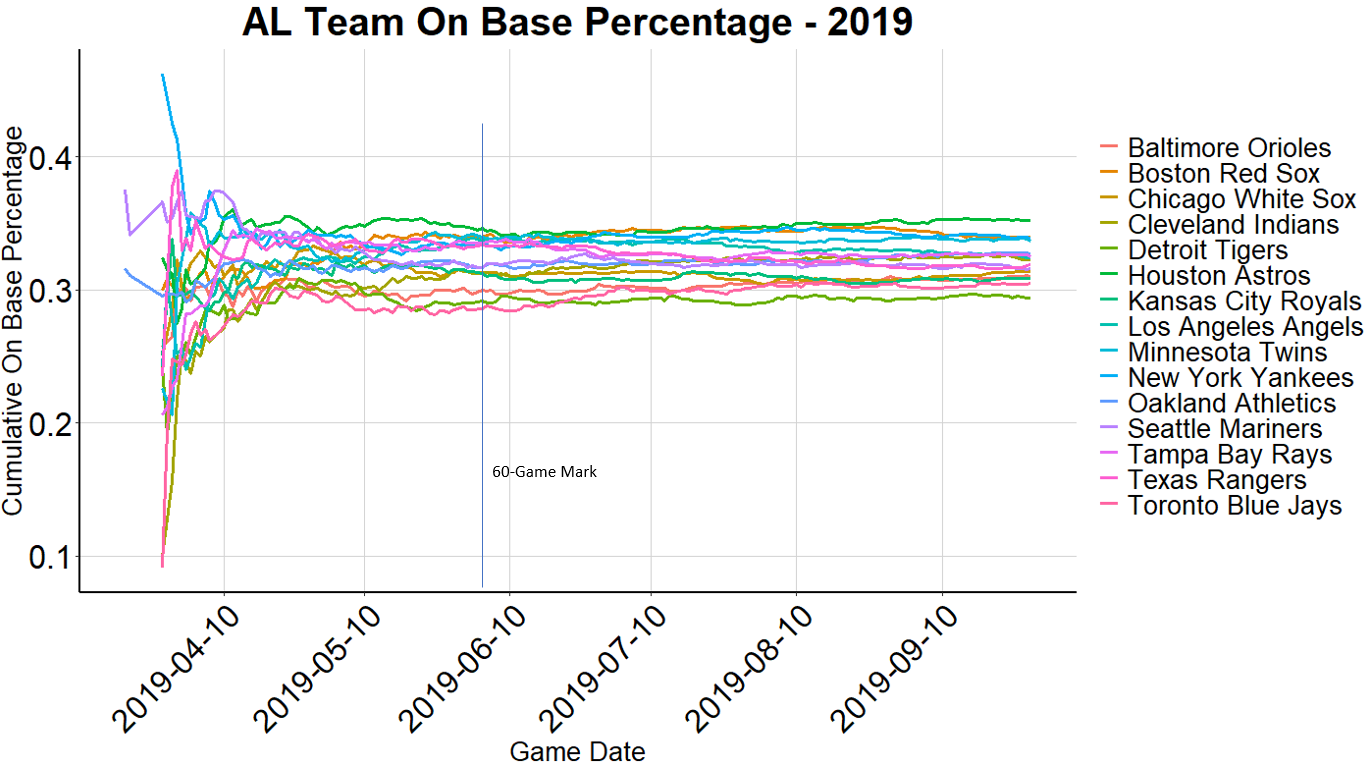 AL Team On Base Percentage - 2019
Cumulative On Base Percentage
0.4
0.3
0.2
0.1
60-Game Mark
2019-04-10
2019-05-10
2019-06-10
2019-07-10
2019-08-10
2019-09-10
Game Date
Baltimore Orioles
Boston Red Sox
Chicago White Sox
Cleveland Indians
Detroit Tigers
Houston Astros
Kansas City Royals
Los Angeles Angels
Minnesota Twins
New York Yankees
Oakland Athletics
Seattle Mariners
Tampa Bay Rays
Texas Rangers
Toronto Blue Jays